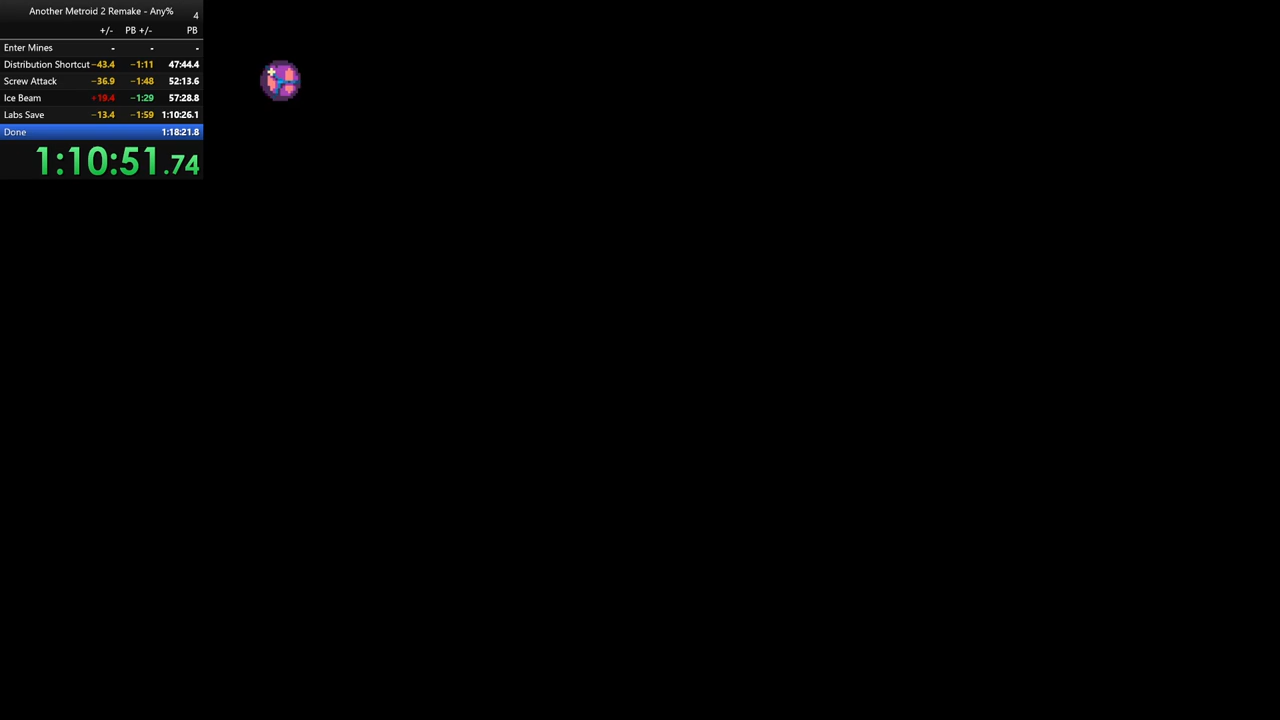 Another Metroid 2 Remake - Any%
4
+/- PB +/- PB
Enter Mines - - -
Distribution Shortcut −43.4 −1:11 47:44.4
Screw Attack −36.9 −1:48 52:13.6
Ice Beam +19.4 −1:29 57:28.8
Labs Save −13.4 −1:59 1:10:26.1
Done 1:18:21.8
1:10:51.74